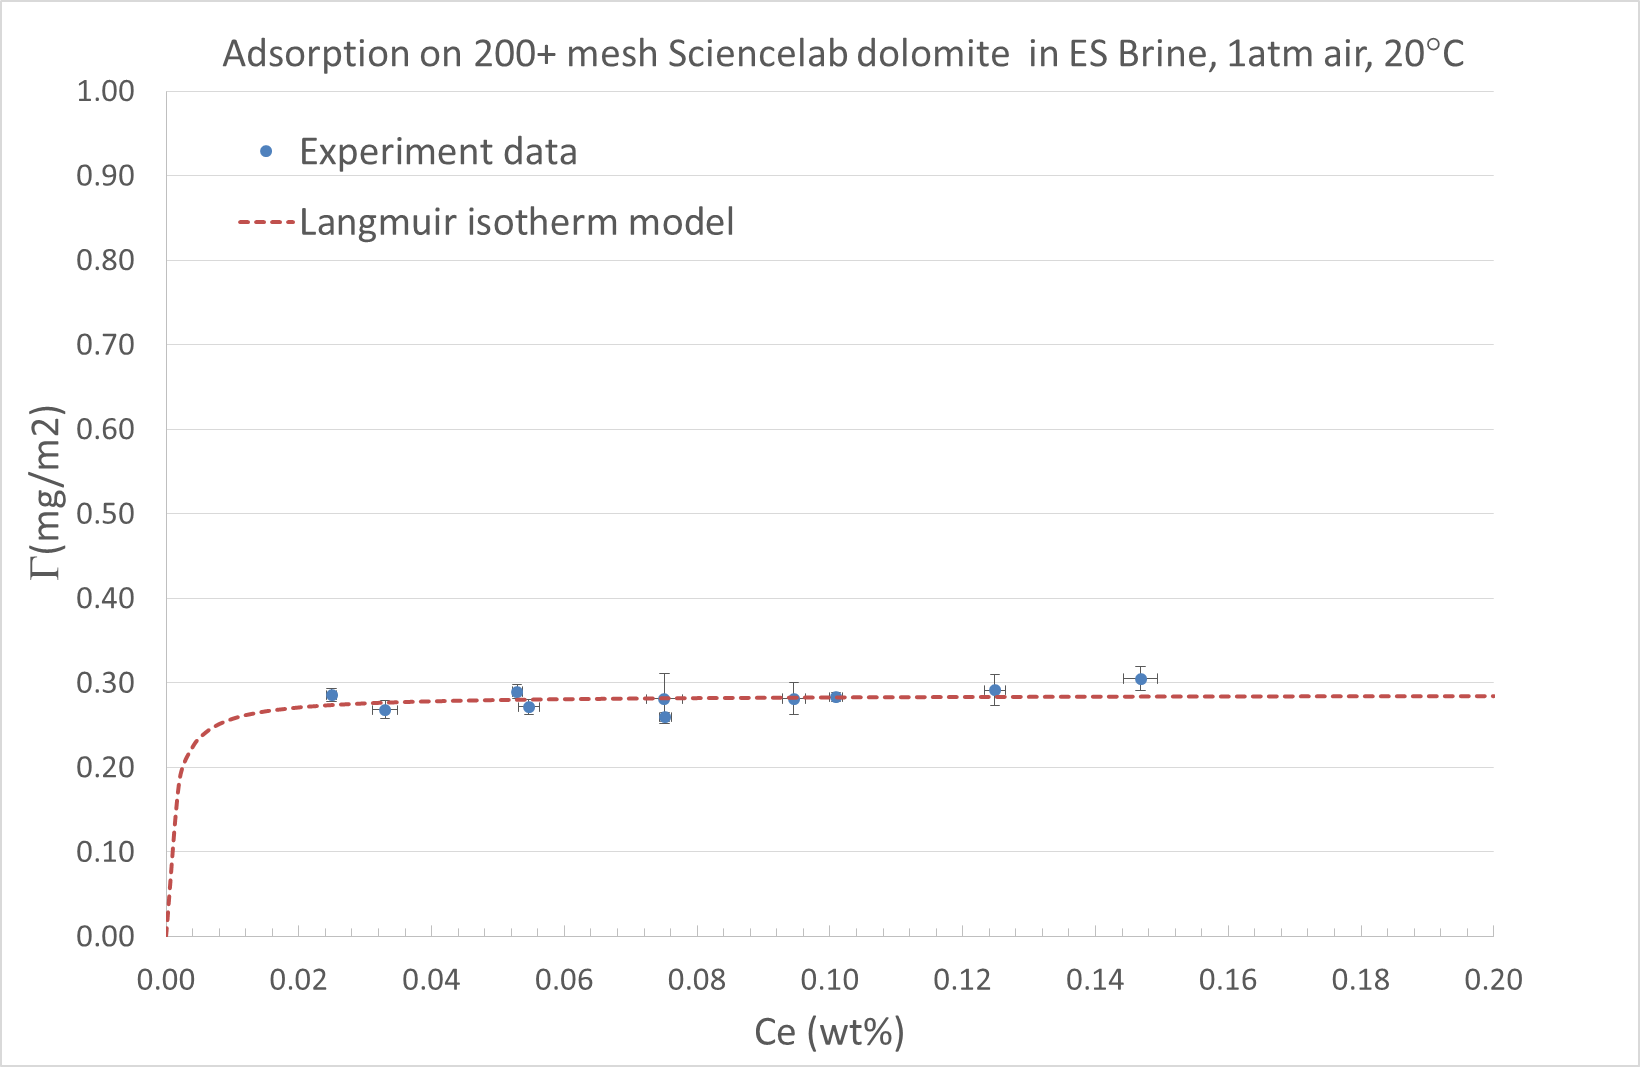 Adsorption on 200+ mesh Sciencelab dolomite in ES Brine, 1atm air, 20°C
1.00
Experiment data
0.90
Langmuir isotherm model
0.80
0.70
0.60
0.50
0.40
0.30
0.20
0.10
0.00
Γ(mg/m2)
0.00 0.02 0.04 0.06 0.08 0.10 0.12 0.14 0.16 0.18 0.20
Ce (wt%)